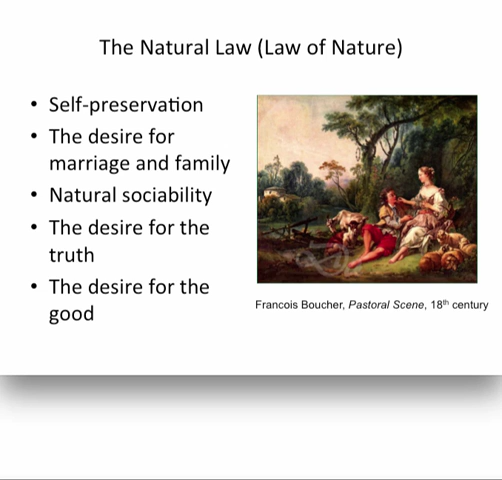 The Natural Law (Law of Nature)
• Self-preservation
• The desire for
marriage and family
• Natural sociability
• The desire for the
truth
• The desire for the
good
Francois Boucher, Pastoral Scene, 18th century